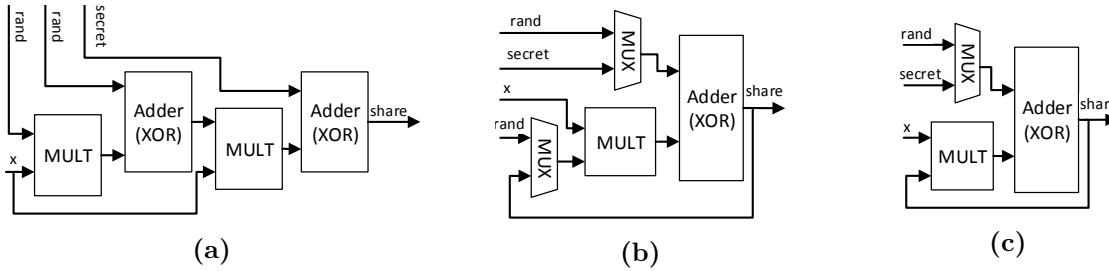 rand
rand
secret
x
MULT
Adder
(XOR)
MULT
Adder
(XOR)
share
(a)
rand
secret
x
rand
MUX
MUX
MULT
Adder
(XOR)
share
(b)
rand
secret
x
MUX
MULT
Adder
(XOR)
shar
(c)